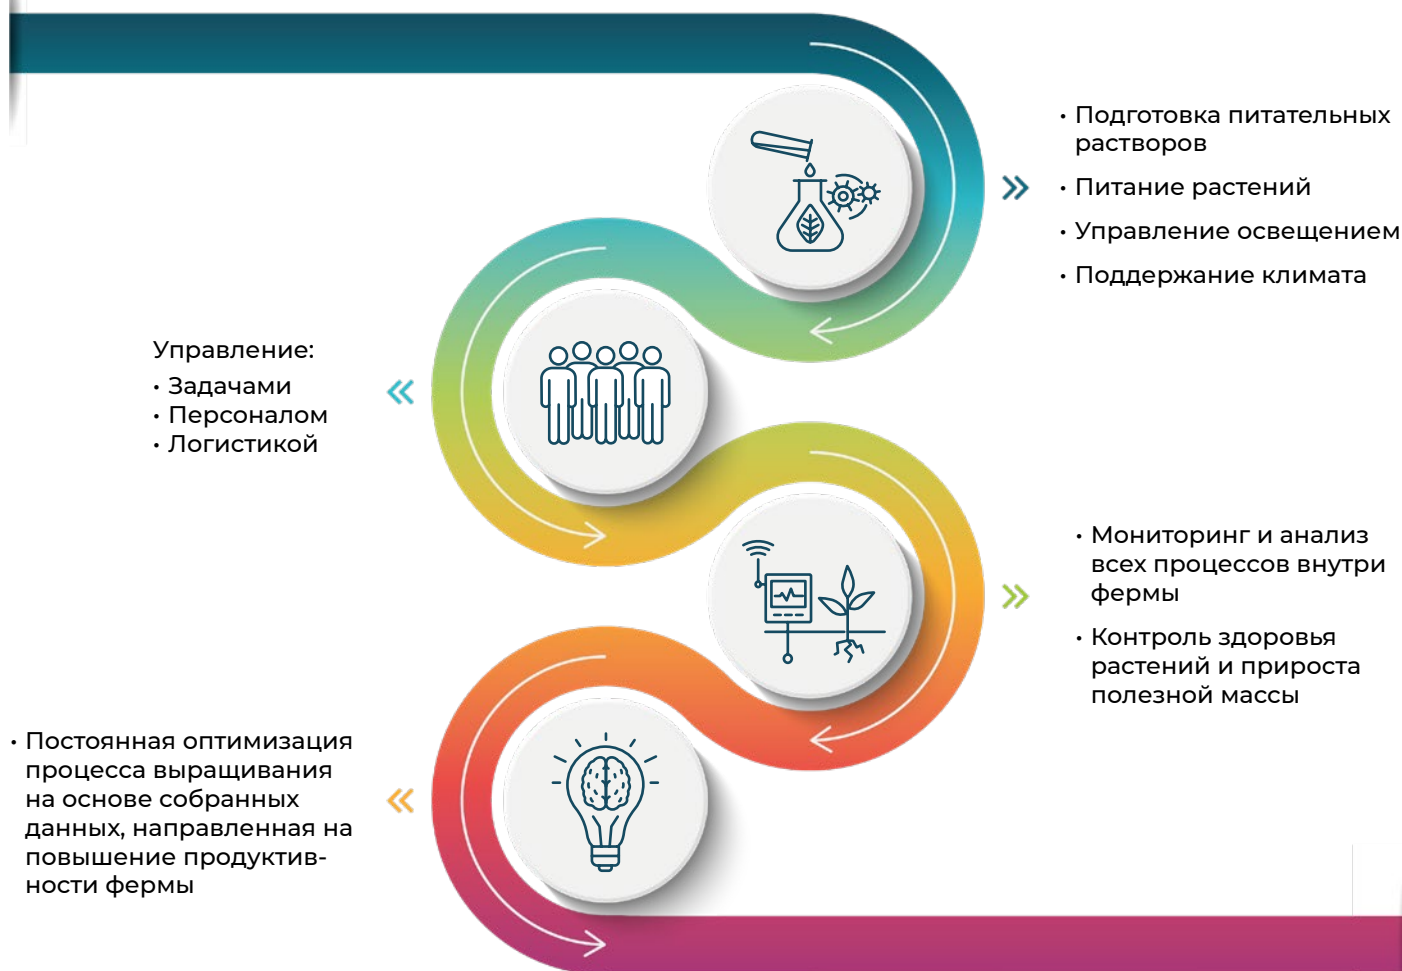 • Подготовка питательных
растворов
• Питание растений
• Управление освещением
• Поддержание климата
Управление:
• Задачами
• Персоналом
• Логистикой
• Мониторинг и анализ
всех процессов внутри
фермы
• Контроль здоровья
растений и прироста
полезной массы
• Постоянная оптимизация
процесса выращивания
на основе собранных
данных, направленная на
повышение продуктив-
ности фермы